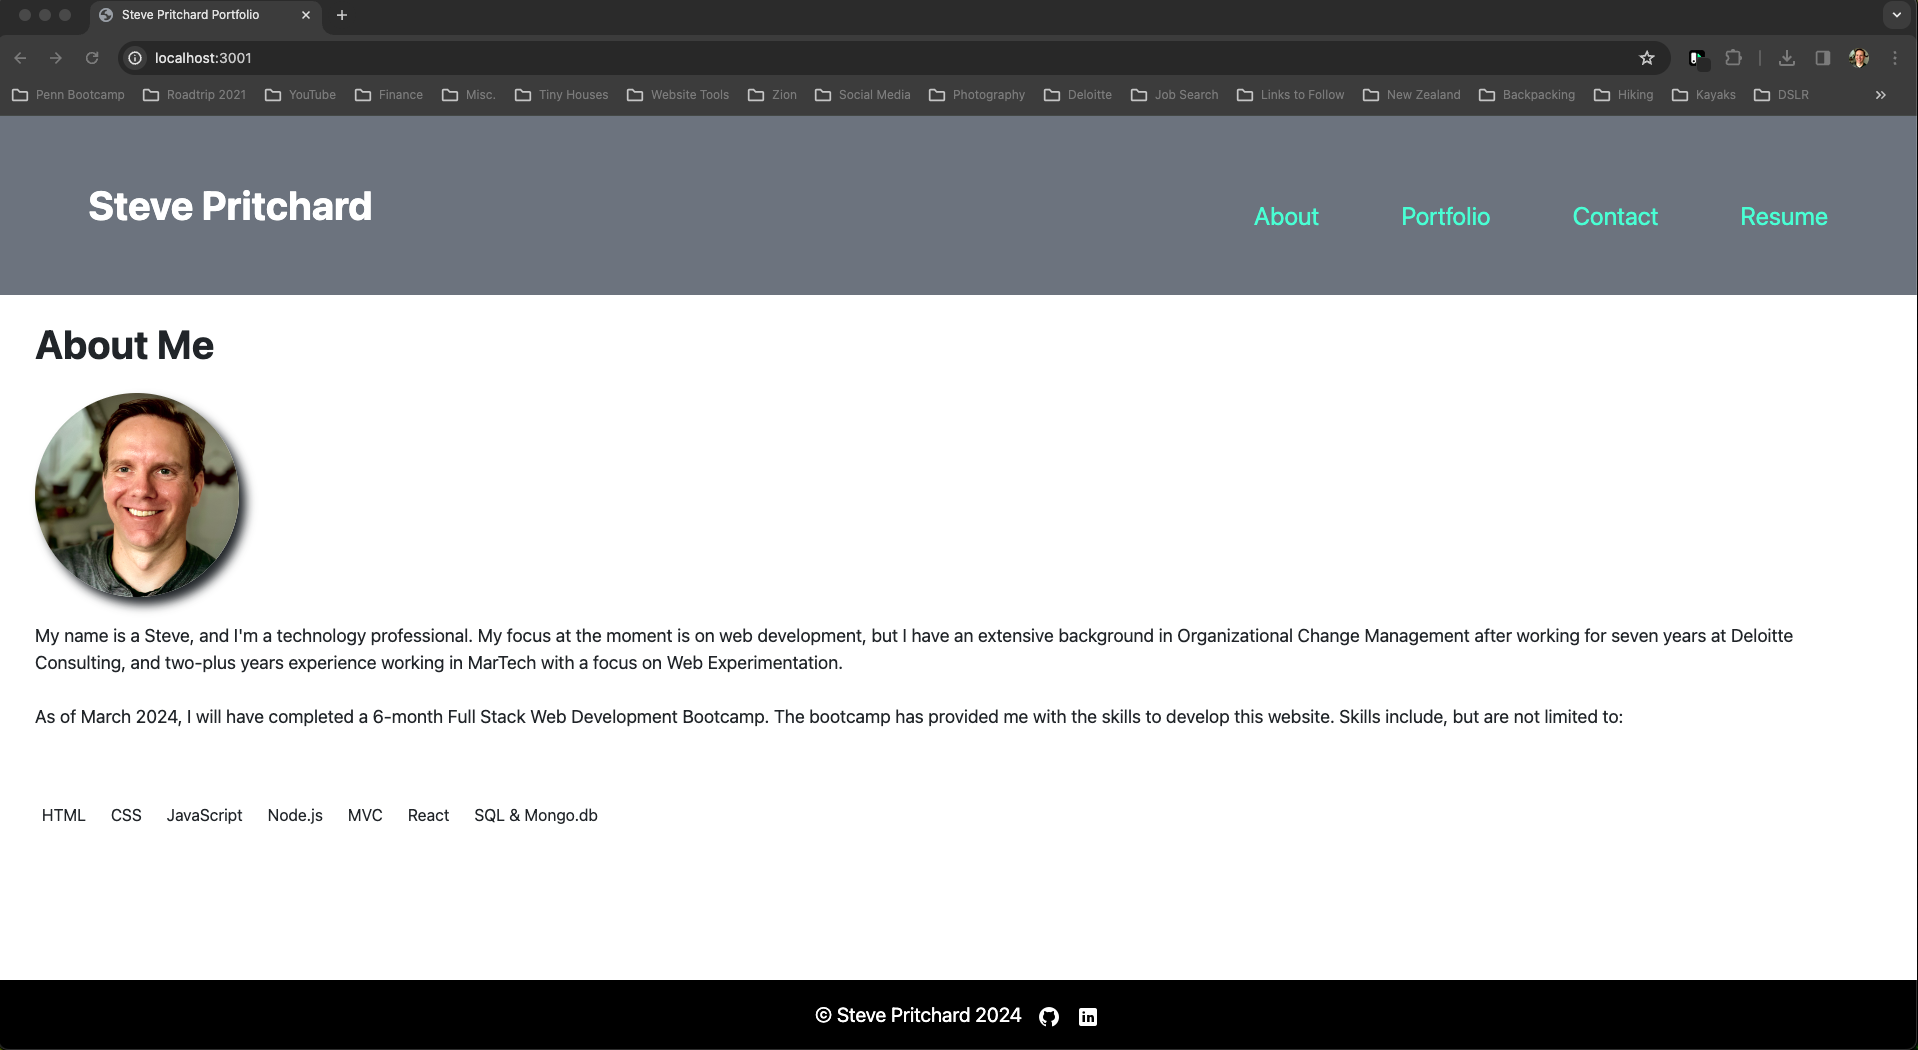 Steve Pritchard Portfolio
localhost:3001
Penn Bootcamp Roadtrip 2021 YouTube Finance Misc. Tiny Houses Website Tools Zion Social Media Photography Deloitte Job Search Links to Follow New Zealand Backpacking Hiking Kayaks DSLR
Steve Pritchard
About Portfolio Contact Resume
About Me
My name is a Steve, and I'm a technology professional. My focus at the moment is on web development, but I have an extensive background in Organizational Change Management after working for seven years at Deloitte
Consulting, and two-plus years experience working in MarTech with a focus on Web Experimentation.
As of March 2024, I will have completed a 6-month Full Stack Web Development Bootcamp. The bootcamp has provided me with the skills to develop this website. Skills include, but are not limited to:
HTML CSS JavaScript Node.js MVC React SQL & Mongo.db
© Steve Pritchard 2024 in